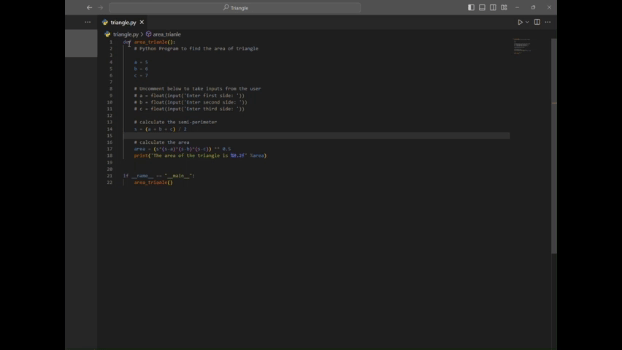 Triangle
triangle.py
triangle.py > area_trianle
1 def area_trianle():
2 # Python Program to find the area of triangle
3
4 a = 5
5 b = 6
6 c = 7
7
8 # Uncomment below to take inputs from the user
9 # a = float(input('Enter first side: '))
10 # b = float(input('Enter second side: '))
11 # c = float(input('Enter third side: '))
12
13 # calculate the semi-perimeter
14 s = (a + b + c) / 2
15
16 # calculate the area
17 area = (s*(s-a)*(s-b)*(s-c)) ** 0.5
18 print('The area of the triangle is %0.2f' %area)
19
20
21 if __name__ == "__main__":
22 area_trianle()